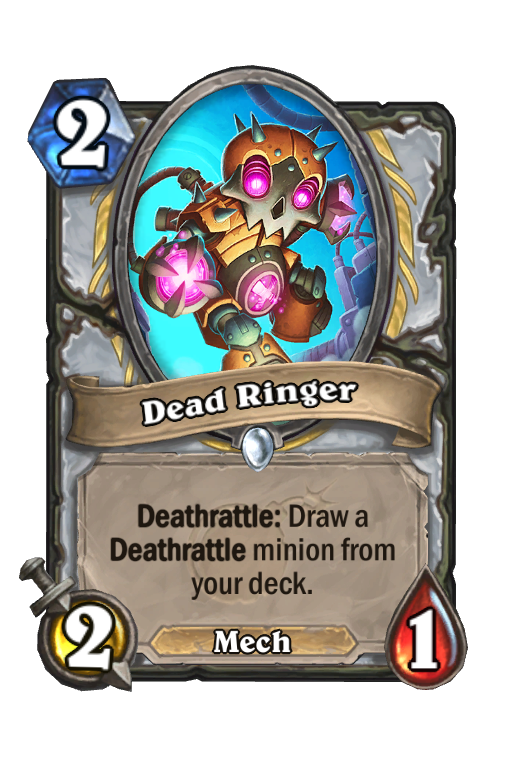 2
Dead Ringer
Deathrattle: Draw a
Deathrattle minion from
your deck.
2
Mech
1